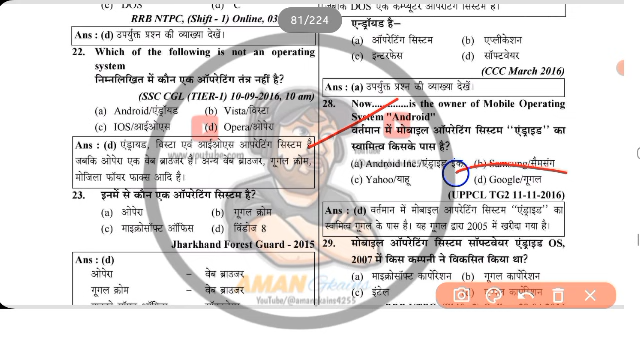 (c) DOS (d) C
RRB NTPC, (Shift - I) Online, 03
Ans : (d) उपर्युक्त प्रश्न की व्याख्या देखें।
22. Which of the following is not an operating
system
निम्नलिखित में कौन एक ऑपरेटिंग तंत्र नहीं है?
(SSC CGL (TIER-1) 10-09-2016, 10 am)
(a) Android/एंड्रॉयड (b) Vista/विस्टा
(c) IOS/आईओएस (d) Opera/ओपेरा
Ans : (d) एंड्रायड, विस्टा एवं आईओएस आपरेटिंग सिस्टम है
जबकि ओपेरा एक वेब ब्राउजर है। अन्य वेब ब्राउजर, गूगल क्रोम,
मोजिला फॉयर फाक्स आदि है।
23. इनमें से कौन एक ऑपरेटिंग सिस्टम है?
(a) ओपेरा (b) गूगल क्रोम
(c) माइक्रोसॉफ्ट ऑफिस (d) विंडोज 8
Jharkhand Forest Guard - 2015
Ans : (d)
ओपेरा – वेब ब्राउजर
गूगल क्रोम – वेब ब्राउजर
81/224
DOS एक कम्प्यूटर आपरेटिंग सिस्टम है।
एन्ड्रॉयड है-
(a) ऑपरेटिंग सिस्टम (b) एप्लीकेशन
(c) इन्टरफेस (d) सॉफ्टवेयर
(CCC March 2016)
Ans : (a) उपर्युक्त प्रश्न की व्याख्या देखें।
28. Now.............is the owner of Mobile Operating
System "Android"
वर्तमान में मोबाइल ऑपरेटिंग सिस्टम "एंड्राइड" का
स्वामित्व किसके पास है?
(a) Android Inc./एंड्राइड इंक (b) Samsung/सैमसंग
(c) Yahoo/याहू (d) Google/गूगल
(UPPCL TG2 11-11-2016)
Ans : (d) वर्तमान में मोबाइल आपरेटिंग सिस्टम "एंड्राइड" का
स्वामित्व गूगल के पास है। यह गूगल द्वारा 2005 में खरीदा गया है।
29. मोबाइल ऑपरेटिंग सिस्टम सॉफ्टवेयर एंड्राइड OS,
2007 में किस कम्पनी ने विकसित किया था?
(a) माइक्रोसॉफ्ट कार्पोरेशन (b) गूगल कार्पोरेशन
(c) इंटेल (d) कार्पोरेशन
AMAN
YouTube/@amangkzine4255